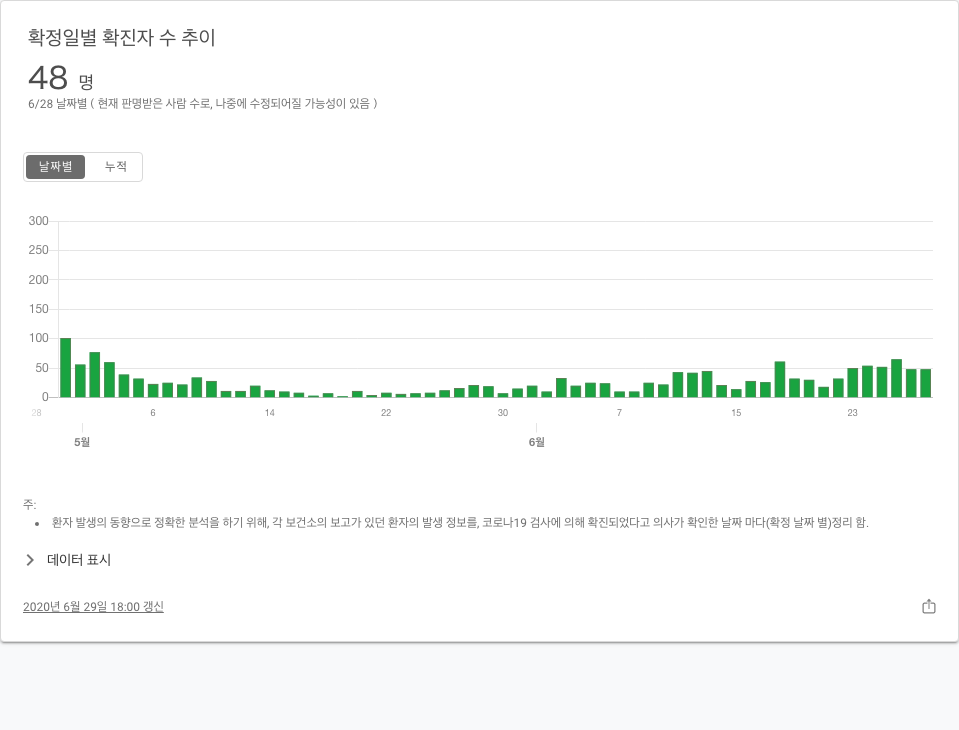 확정일별 확진자 수 추이
48 명
6/28 날짜별 ( 현재 판명받은 사람 수로, 나중에 수정되어질 가능성이 있음 )
날짜별 누적
300
250
200
150
100
50
0
28 6 14 22 30 7 15 23
5월 6월
주:
• 환자 발생의 동향으로 정확한 분석을 하기 위해, 각 보건소의 보고가 있던 환자의 발생 정보를, 코로나19 검사에 의해 확진되었다고 의사가 확인한 날짜 마다(확정 날짜 별)정리 함.
데이터 표시
2020년 6월 29일 18:00 갱신